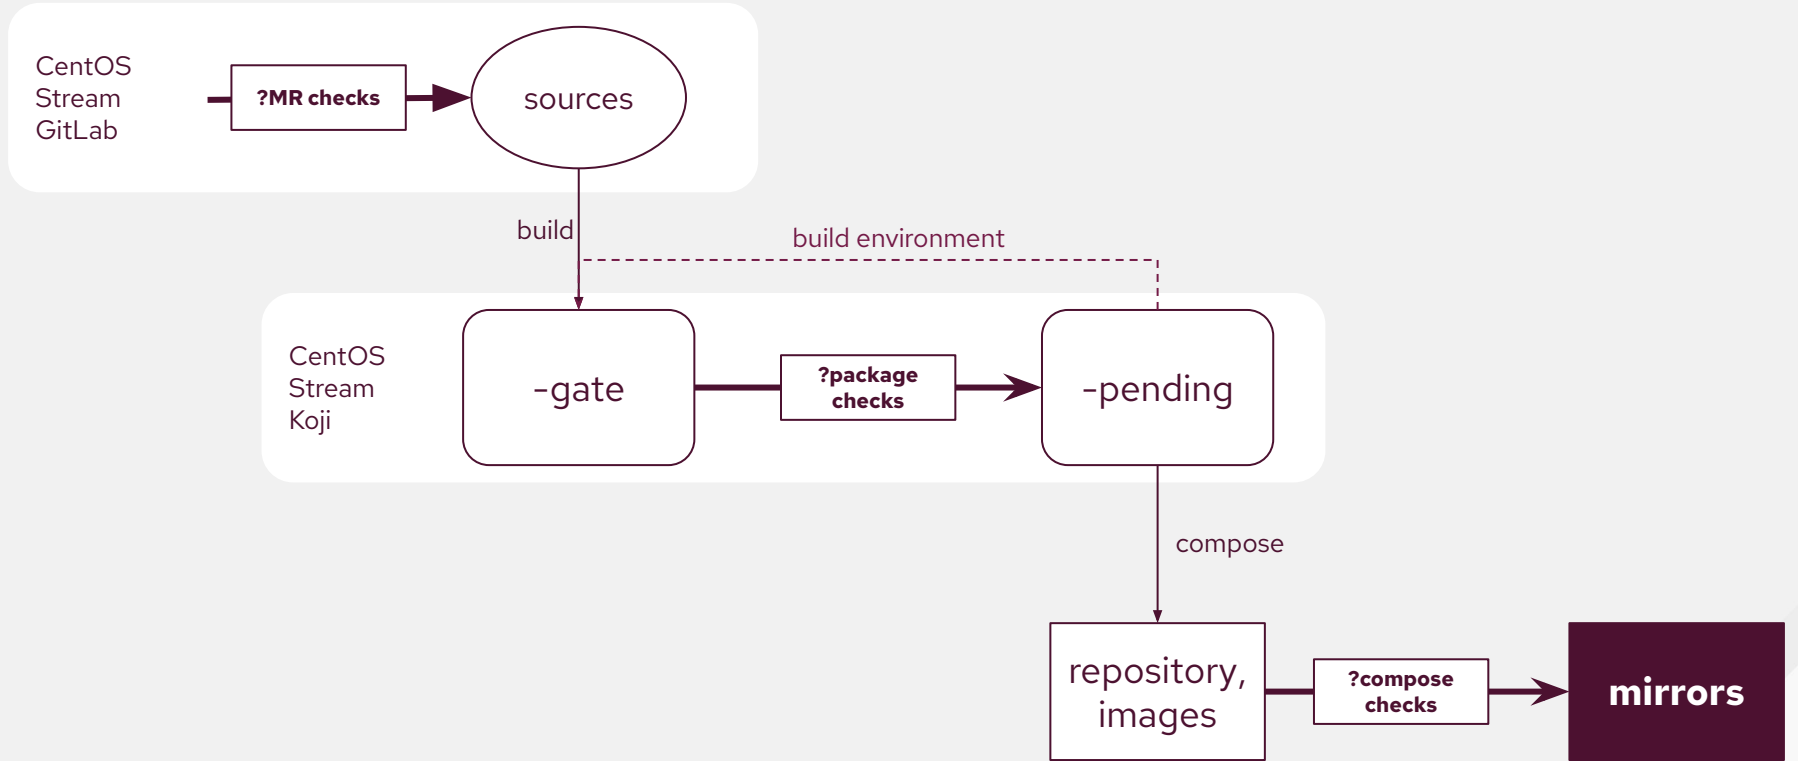 CentOS
Stream
GitLab
?MR checks
sources
build
build environment
CentOS
Stream
Koji
-gate
?package
checks
-pending
compose
repository,
images
?compose
checks
mirrors